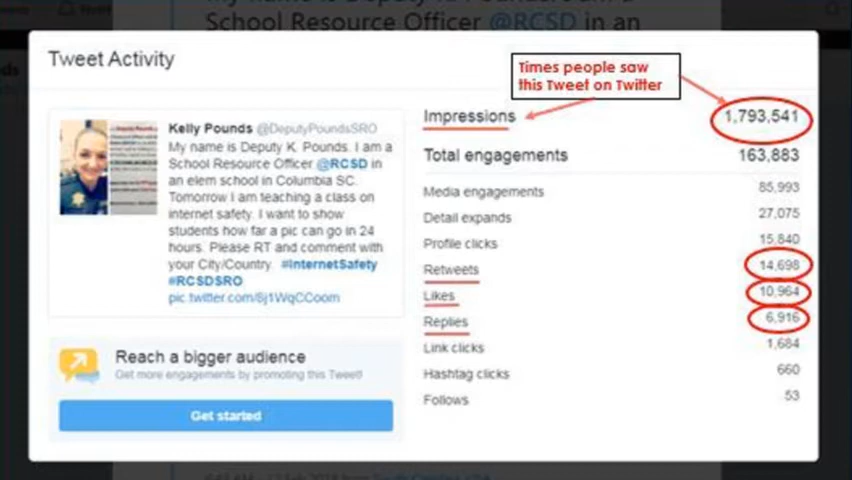 School Resource Officer @RCSD in an
Tweet Activity
Times people saw
this Tweet on Twitter
Kelly Pounds @DeputyPoundsSRO
My name is Deputy K. Pounds. I am a
School Resource Officer @RCSD in
an elem school in Columbia SC.
Tomorrow I am teaching a class on
internet safety. I want to show
students how far a pic can go in 24
hours. Please RT and comment with
your City/Country. #InternetSafety
#RCSDSRO
pic.twitter.com/8j1WqCCoom
Reach a bigger audience
Get more engagements by promoting this Tweet!
Get started
Impressions 1,793,541
Total engagements 163,883
Media engagements 85,993
Detail expands 27,075
Profile clicks 15,840
Retweets 14,698
Likes 10,964
Replies 6,916
Link clicks 1,684
Hashtag clicks 660
Follows 53